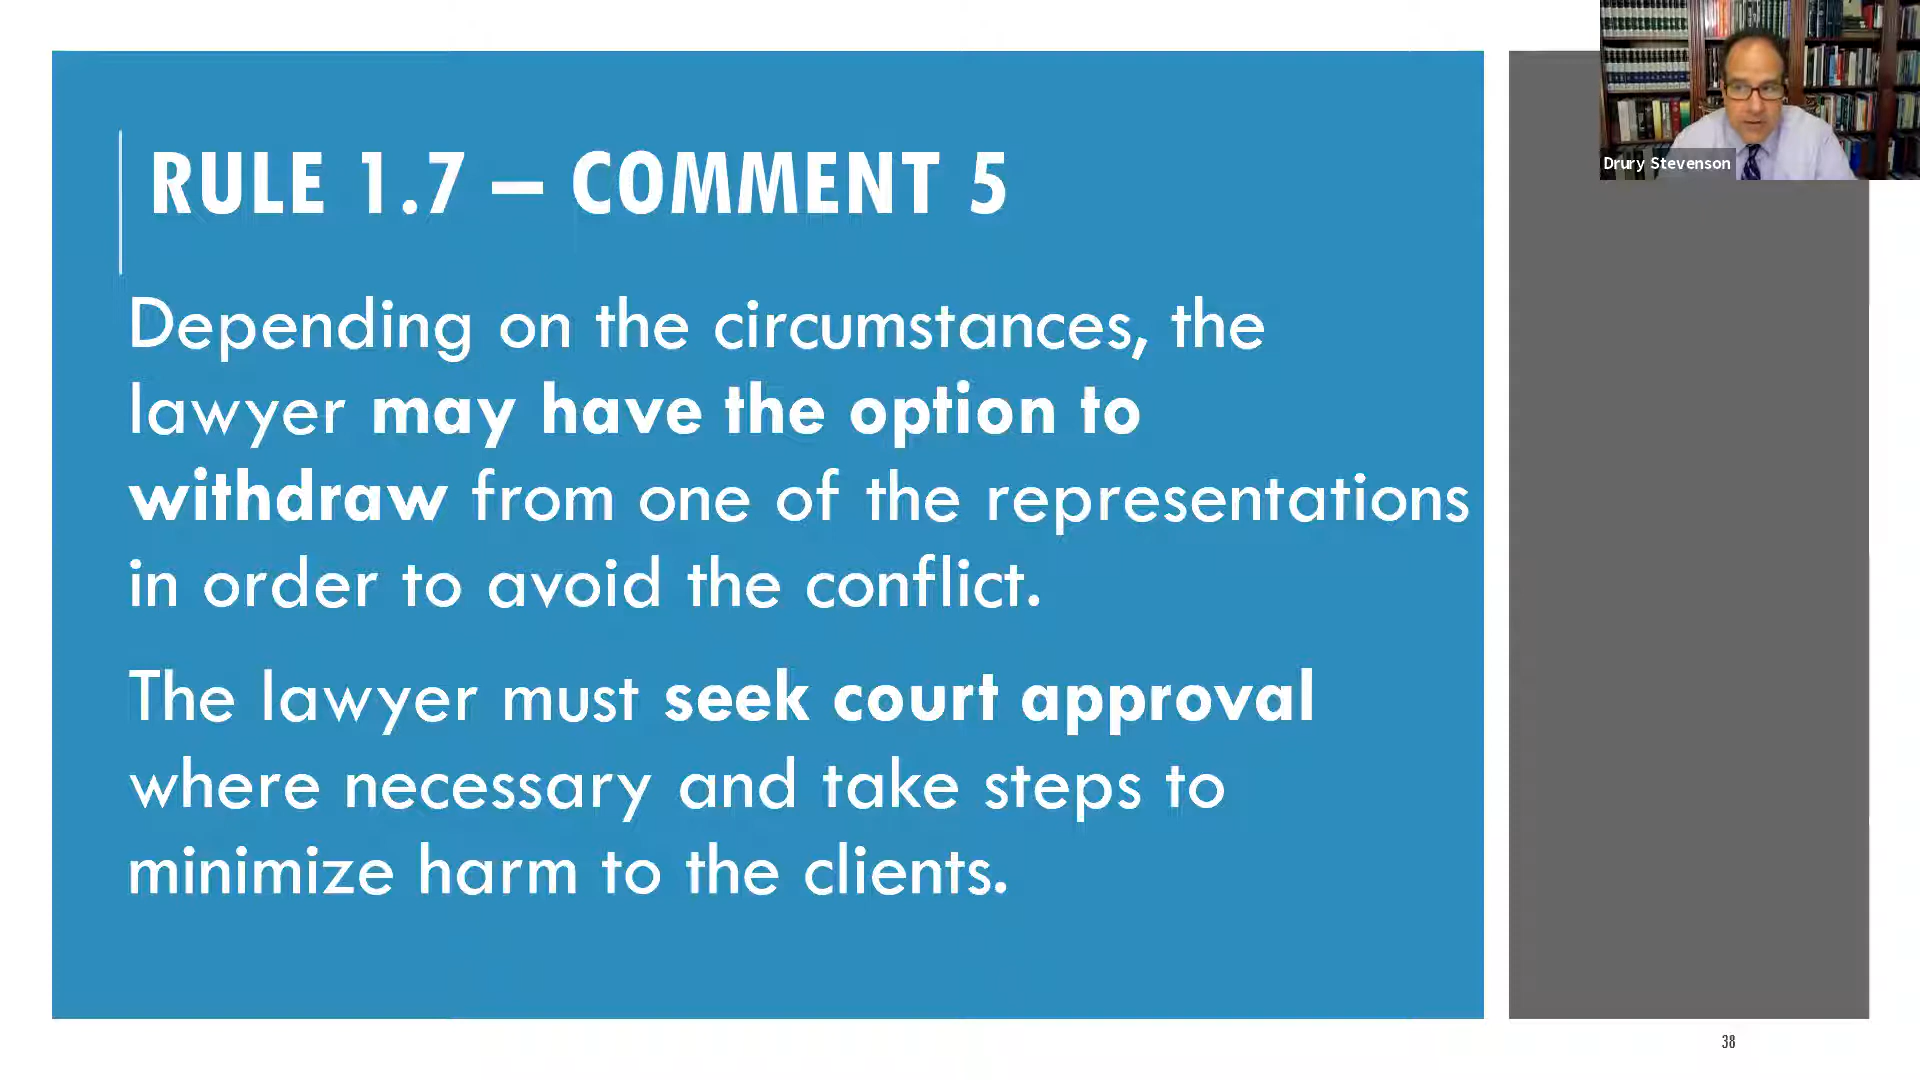 RULE 1.7 – COMMENT 5
Depending on the circumstances, the
lawyer may have the option to
withdraw from one of the representations
in order to avoid the conflict.
The lawyer must seek court approval
where necessary and take steps to
minimize harm to the clients.
Drury Stevenson
38